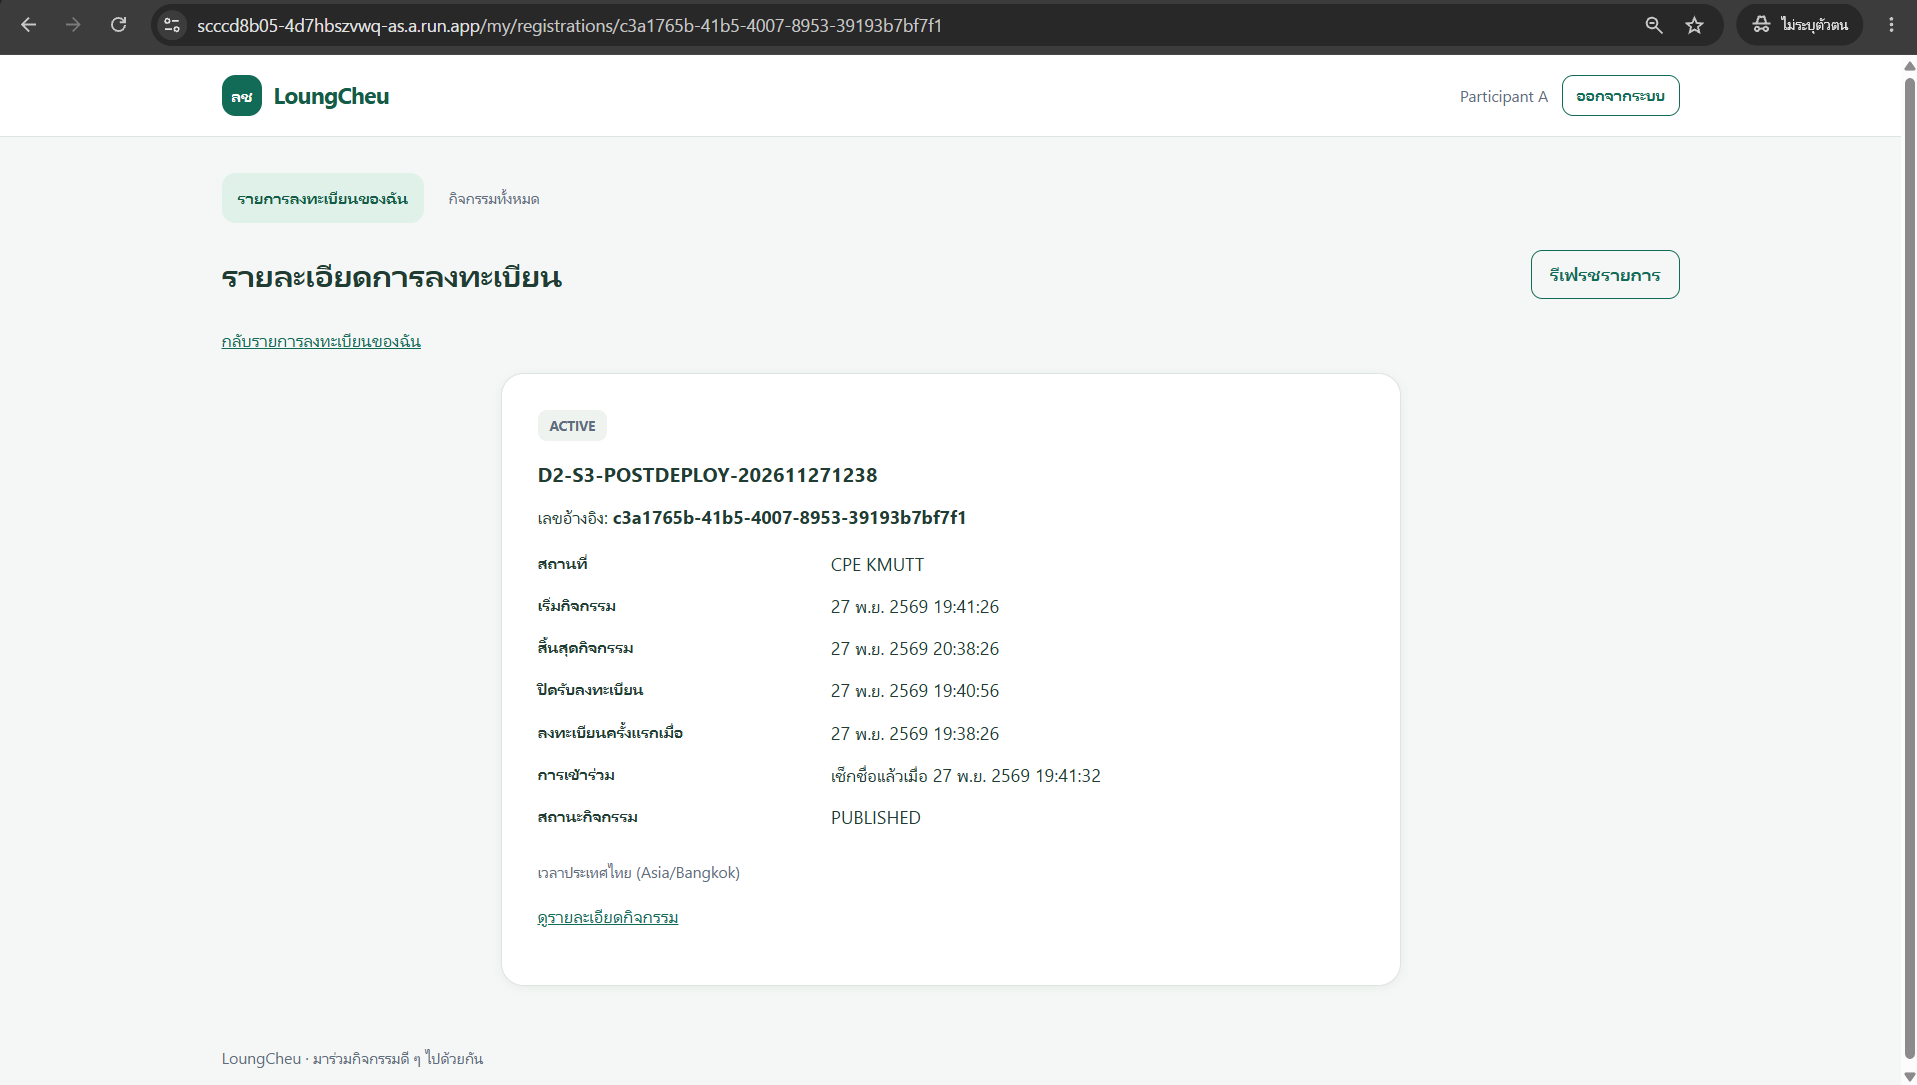 scccd8b05-4d7hbszvwq-as.a.run.app/my/registrations/c3a1765b-41b5-4007-8953-39193b7bf7f1
ไม่ระบุตัวตน
ลช LoungCheu
Participant A
ออกจากระบบ
รายการลงทะเบียนของฉัน
กิจกรรมทั้งหมด
รายละเอียดการลงทะเบียน
รีเฟรชรายการ
กลับรายการลงทะเบียนของฉัน
ACTIVE
D2-S3-POSTDEPLOY-202611271238
เลขอ้างอิง: c3a1765b-41b5-4007-8953-39193b7bf7f1
สถานที่ CPE KMUTT
เริ่มกิจกรรม 27 พ.ย. 2569 19:41:26
สิ้นสุดกิจกรรม 27 พ.ย. 2569 20:38:26
ปิดรับลงทะเบียน 27 พ.ย. 2569 19:40:56
ลงทะเบียนครั้งแรกเมื่อ 27 พ.ย. 2569 19:38:26
การเข้าร่วม เช็กชื่อแล้วเมื่อ 27 พ.ย. 2569 19:41:32
สถานะกิจกรรม PUBLISHED
เวลาประเทศไทย (Asia/Bangkok)
ดูรายละเอียดกิจกรรม
LoungCheu · มาร่วมกิจกรรมดี ๆ ไปด้วยกัน